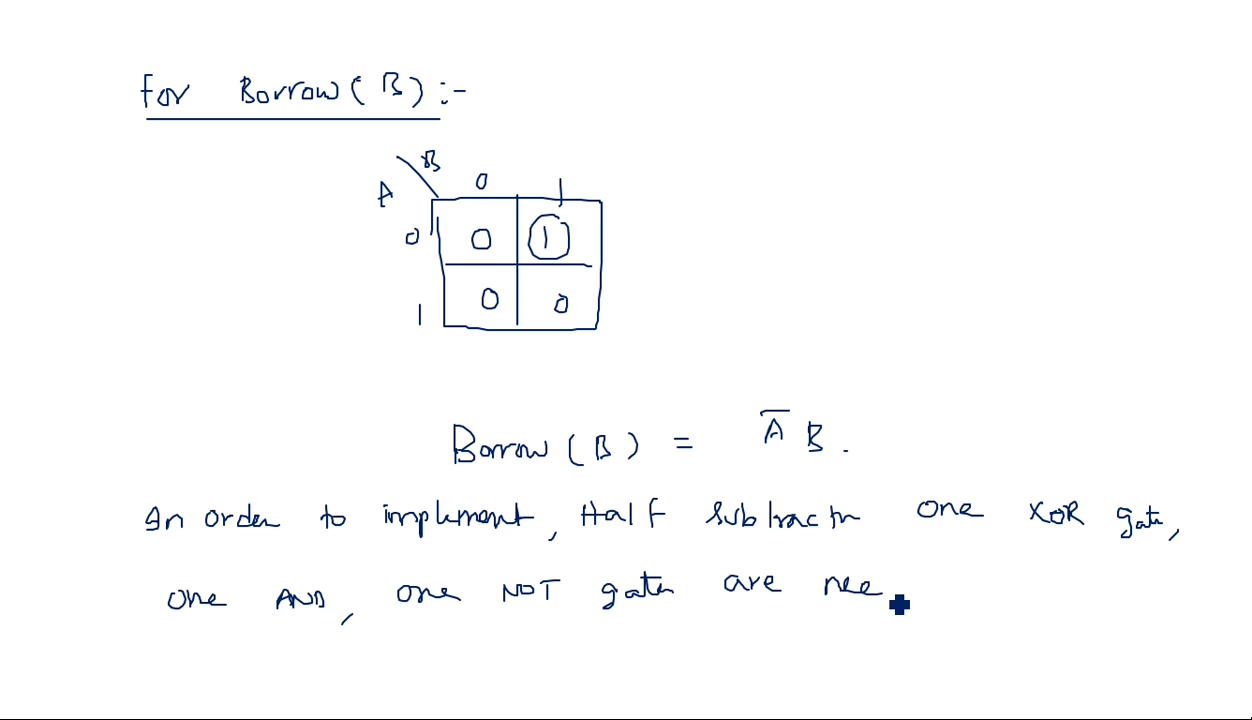 For Borrow(B):-
B
A 0 1
0 0 1
1 0 0
Borrow(B) = A̅ B.
In order to implement, Half subtractor one XOR gate,
one AND, one NOT gates are nee